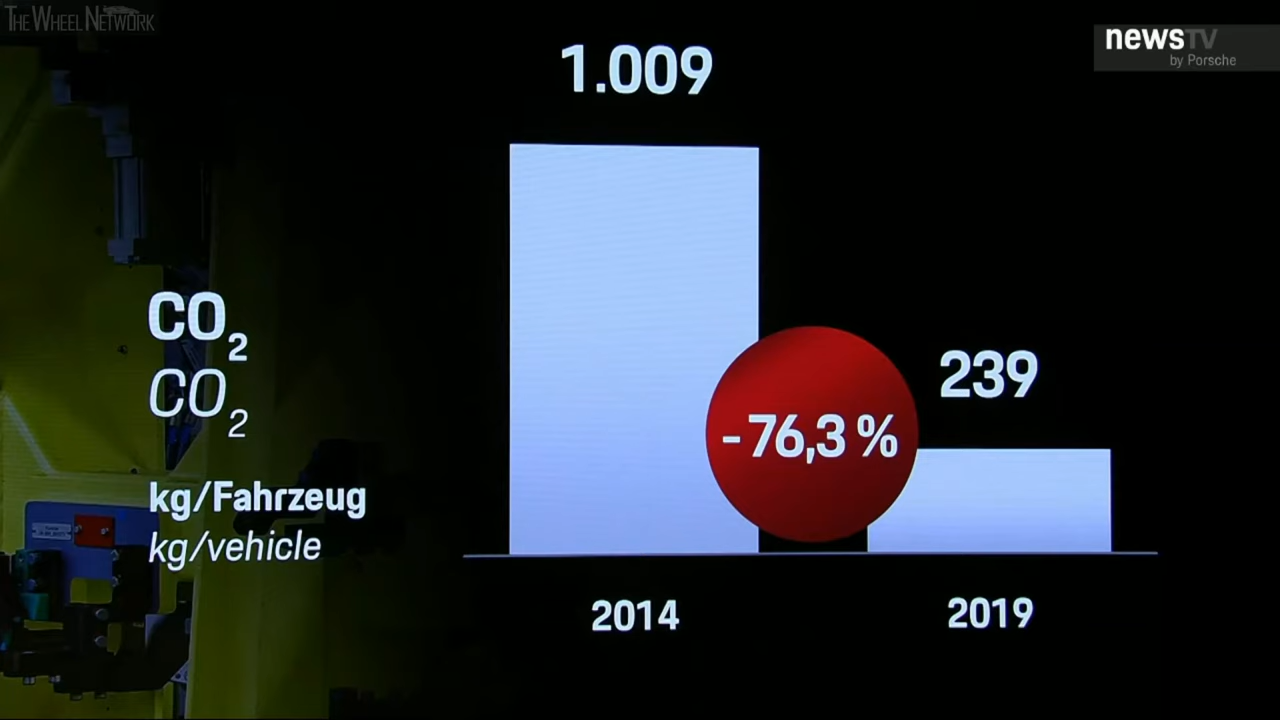 THE WHEEL NETWORK
newsTV
by Porsche
1.009
CO₂
CO₂
239
-76,3 %
kg/Fahrzeug
kg/vehicle
2014
2019